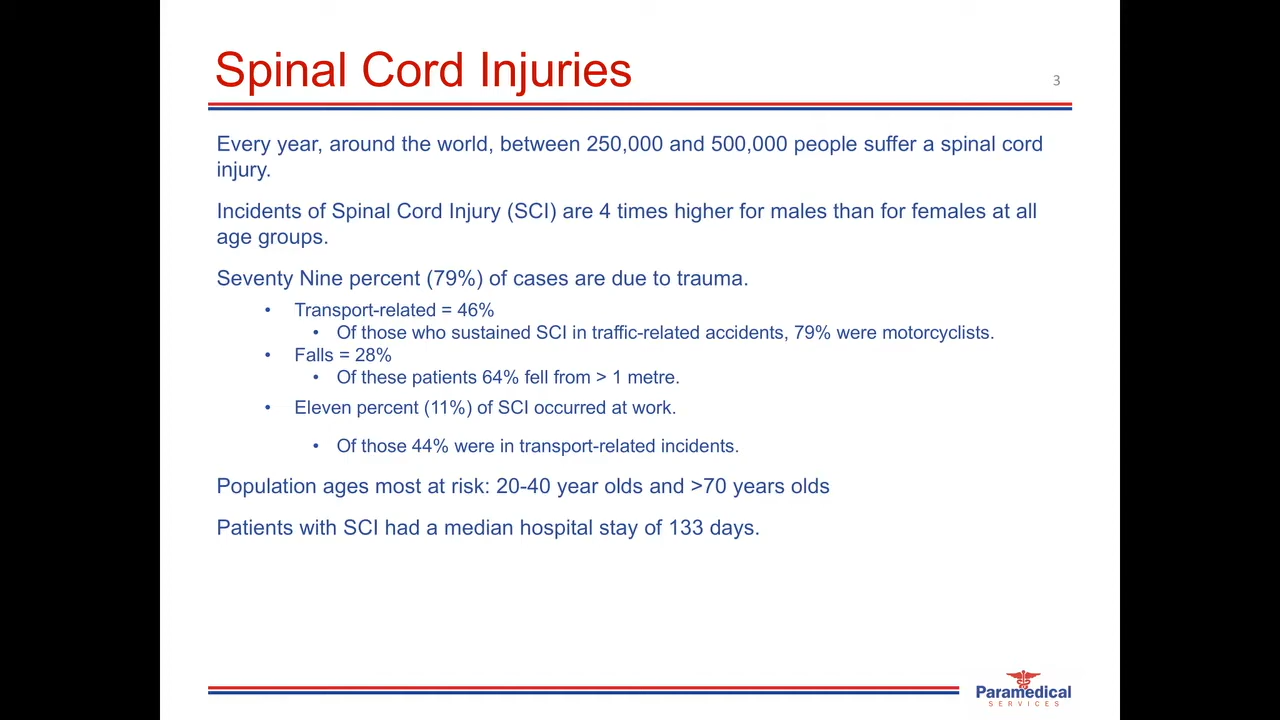 Spinal Cord Injuries
3
Every year, around the world, between 250,000 and 500,000 people suffer a spinal cord
injury.
Incidents of Spinal Cord Injury (SCI) are 4 times higher for males than for females at all
age groups.
Seventy Nine percent (79%) of cases are due to trauma.
• Transport-related = 46%
• Of those who sustained SCI in traffic-related accidents, 79% were motorcyclists.
• Falls = 28%
• Of these patients 64% fell from > 1 metre.
• Eleven percent (11%) of SCI occurred at work.
• Of those 44% were in transport-related incidents.
Population ages most at risk: 20-40 year olds and >70 years olds
Patients with SCI had a median hospital stay of 133 days.
Paramedical
SERVICES